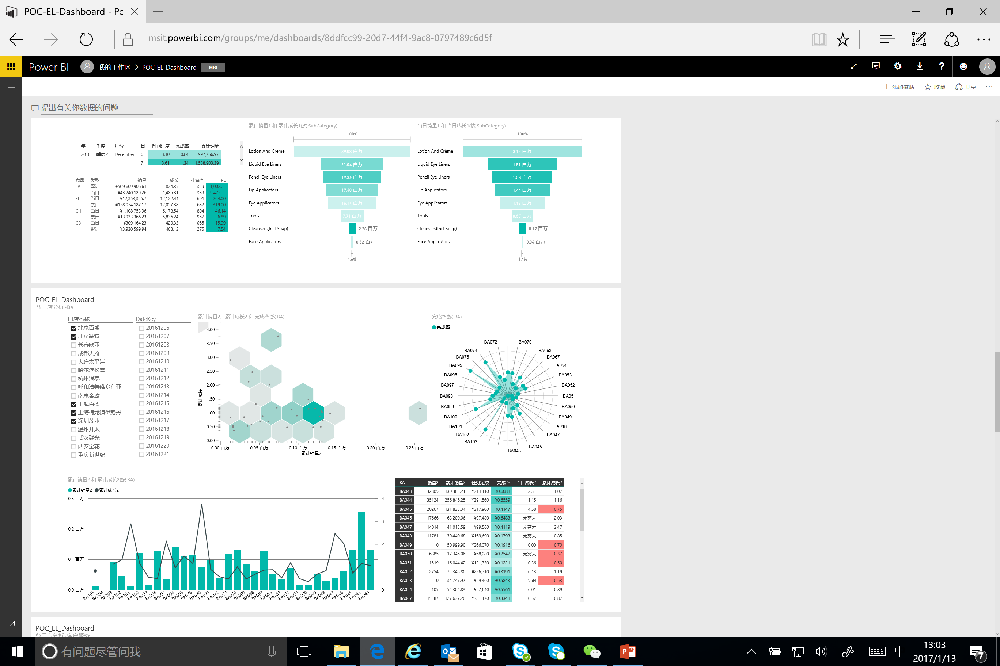 POC-EL-Dashboard - Pc
msit.powerbi.com/groups/me/dashboards/8ddfcc99-20d7-44f4-9ac8-0797489c6d5f
Power BI 我的工作区 > POC-EL-Dashboard MBI
添加磁贴 收藏 共享
提出有关你数据的问题
年 季度 月份 日 时间进度 完成率 累计销量
2016 季度 4 December 6 3.10 0.84 997,756.97
7 3.61 1.34 1,588,903.39
竞品 类型 销量 成长 排名 PE
LA 累计 ¥509,609,906.61 824.35 329 1,002....
当日 ¥43,240,129.26 1,485.31 339 9,475....
EL 当日 ¥12,353,325.7 12,122.44 601 264.00
累计 ¥158,074,187.17 12,057.38 632 319.00
CH 当日 ¥1,108,753.36 6,178.54 894 46.14
累计 ¥13,933,366.23 5,836.24 957 26.89
CD 当日 ¥309,164.23 420.33 1065 15.99
累计 ¥3,930,599.94 468.13 1275 7.54
累计销量1 和 累计成长1(按 SubCategory)
100%
Lotion And Crème 39.08 百万
Liquid Eye Liners 21.04 百万
Pencil Eye Liners 19.36 百万
Lip Applicators 17.40 百万
Eye Applicators 16.14 百万
Tools 7.71 百万
Cleansers(Incl Soap) 2.28 百万
Face Applicators 0.62 百万
1.6%
当日销量1 和 当日成长1(按 SubCategory)
100%
Lotion And Crème 3.12 百万
Liquid Eye Liners 1.81 百万
Pencil Eye Liners 1.58 百万
Lip Applicators 1.44 百万
Eye Applicators 1.19 百万
Tools 0.57 百万
Cleansers(Incl Soap) 0.17 百万
Face Applicators 0.04 百万
1.4%
POC_EL_Dashboard
各门店分析-BA
门店名称
北京百盛
北京赛特
长春欧亚
成都天府
大连太平洋
哈尔滨松雷
杭州银泰
呼和浩特维多利亚
南京金鹰
上海百盛
上海梅龙镇伊势丹
深圳茂业
温州开太
武汉群光
西安金花
重庆新世纪
DateKey
20161206
20161207
20161208
20161209
20161210
20161211
20161212
20161213
20161214
20161215
20161216
20161217
20161218
20161219
20161220
20161221
累计销量2、累计成长2 和 完成率(按 BA)
累计成长2
4.00
3.50
3.00
2.50
2.00
1.50
1.00
0.50
0.00
0.00 百万 0.05 百万 0.10 百万 0.15 百万 0.20 百万 0.25 百万
累计销量2
完成率(按 BA)
完成率
BA072 BA070
BA074 BA068
BA076 BA067
BA095 BA054
BA096 BA053
BA097 BA052
BA098 BA051
BA099 BA050
BA100 BA049
BA101 BA048
BA102 BA047
BA103 BA045
BA043
累计销量2 和 累计成长2(按 BA)
累计销量2 累计成长2
0.3 百万 4
3
0.2 百万
2
0.1 百万
1
0.0 百万 0
BA105 BA104 BA103 BA102 BA101 BA100 BA099 BA098 BA097 BA096 BA095 BA076 BA074 BA073 BA072 BA071 BA070 BA069 BA068 BA067 BA054 BA053 BA052 BA051 BA050 BA049 BA048 BA047 BA046 BA045 BA044 BA043
BA 当日销量2 累计销量2 任务定额 完成率 当日成长2 累计成长2
BA043 32805 130,363.21 ¥214,110 ¥0.6088 12.31 1.07
BA044 35124 256,846.25 ¥391,560 ¥0.6559 1.15 1.16
BA045 20267 131,838.34 ¥317,900 ¥0.4147 4.58 0.75
BA046 17666 63,200.06 ¥97,480 ¥0.6483 无穷大 2.03
BA047 14014 41,013.59 ¥99,560 ¥0.4119 无穷大 2.47
BA048 11781 30,440.68 ¥169,690 ¥0.1793 无穷大 0.85
BA049 0 50,999.90 ¥266,070 ¥0.1916 0.00 0.70
BA050 6885 17,345.06 ¥68,080 ¥0.2547 无穷大 0.37
BA051 1519 16,044.42 ¥131,330 ¥0.1221 0.36 0.50
BA052 2754 72,345.80 ¥226,710 ¥0.3191 0.13 1.19
BA053 0 34,747.97 ¥59,460 ¥0.5843 NaN 0.53
BA054 105 54,304.83 ¥97,640 ¥0.5561 0.01 0.89
BA067 15387 127,637.20 ¥381,170 ¥0.3348 0.57 0.87
POC_EL_Dashboard
各门店分析-客户服务
有问题尽管问我
中
13:03
2017/1/13
7